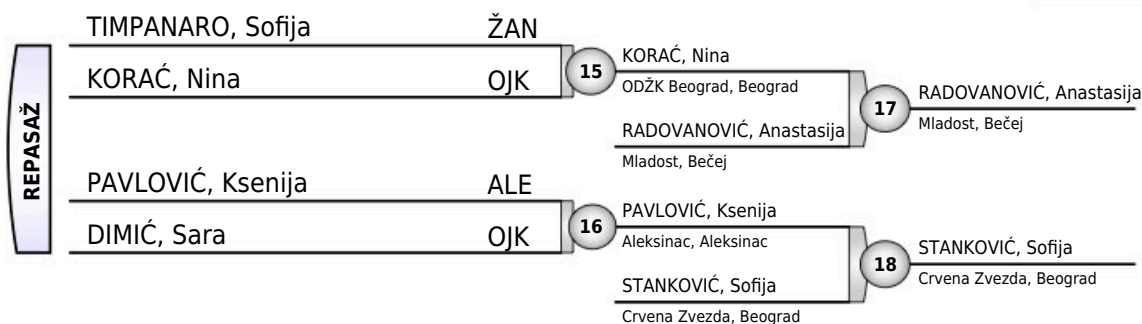 REPASAŽ
TIMPANARO, Sofija ŽAN
KORAĆ, Nina OJK
15
KORAĆ, Nina
ODŽK Beograd, Beograd
RADOVANOVIĆ, Anastasija
Mladost, Bečej
17
RADOVANOVIĆ, Anastasija
Mladost, Bečej
PAVLOVIĆ, Ksenija ALE
DIMIĆ, Sara OJK
16
PAVLOVIĆ, Ksenija
Aleksinac, Aleksinac
STANKOVIĆ, Sofija
Crvena Zvezda, Beograd
18
STANKOVIĆ, Sofija
Crvena Zvezda, Beograd